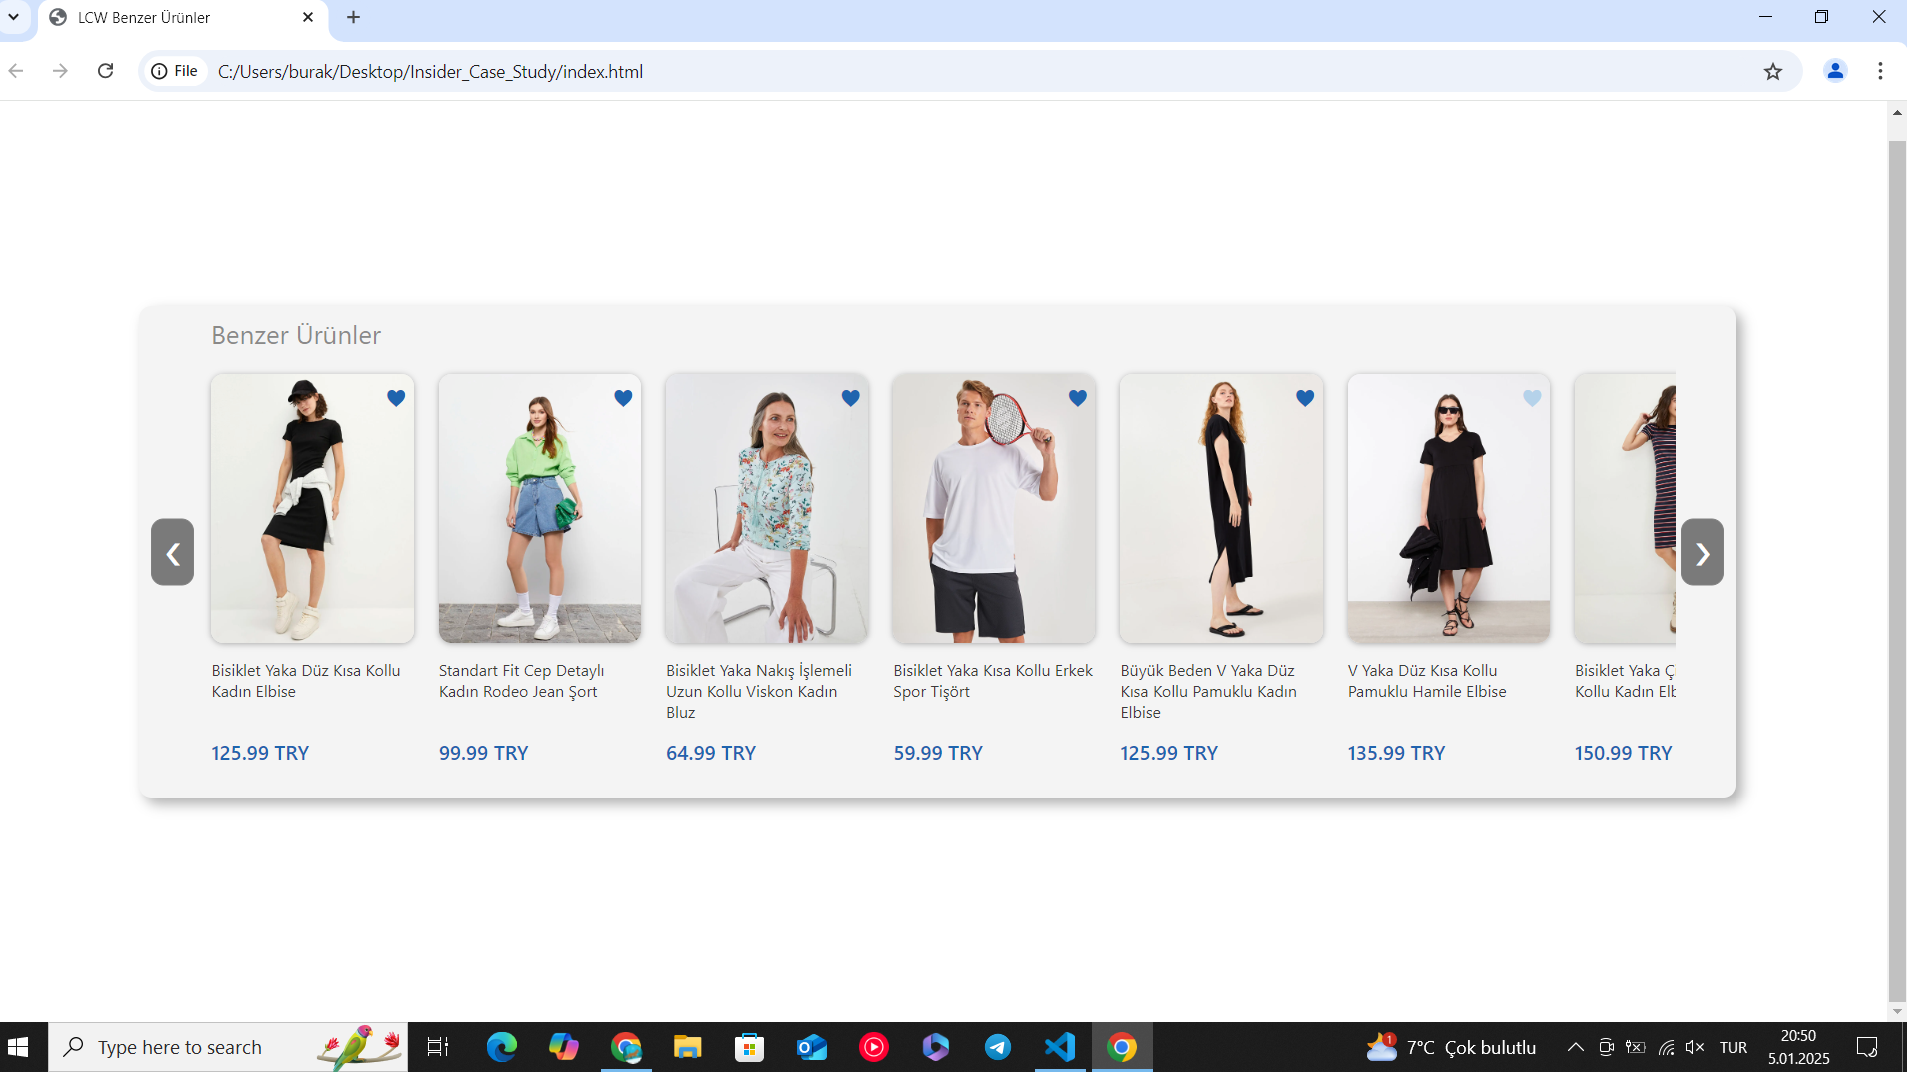 LCW Benzer Ürünler
File
C:/Users/burak/Desktop/Insider_Case_Study/index.html
Benzer Ürünler
Bisiklet Yaka Düz Kısa Kollu
Kadın Elbise
125.99 TRY
Standart Fit Cep Detaylı
Kadın Rodeo Jean Şort
99.99 TRY
Bisiklet Yaka Nakış İşlemeli
Uzun Kollu Viskon Kadın
Bluz
64.99 TRY
Bisiklet Yaka Kısa Kollu Erkek
Spor Tişört
59.99 TRY
Büyük Beden V Yaka Düz
Kısa Kollu Pamuklu Kadın
Elbise
125.99 TRY
V Yaka Düz Kısa Kollu
Pamuklu Hamile Elbise
135.99 TRY
Bisiklet Yaka
Kollu Kadın
150.99 TRY
Type here to search
1
7°C Çok bulutlu
TUR
20:50
5.01.2025